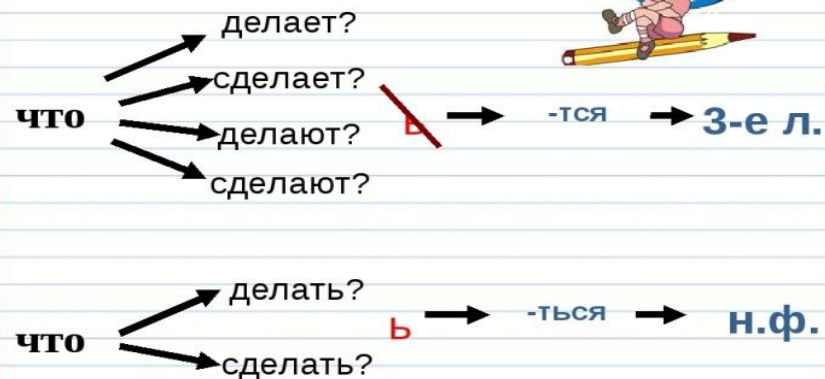 делает?
сделает?
что ь -тся 3-е л.
делают?
сделают?
делать?
что ь -ться н.ф.
сделать?